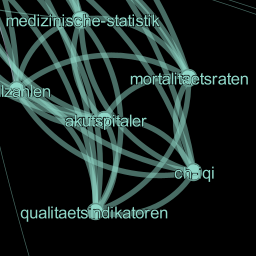 medizinische-statistik
mortalitaetsraten
lzahlen
akutspitaler
ch-iqi
qualitaetsindikatoren